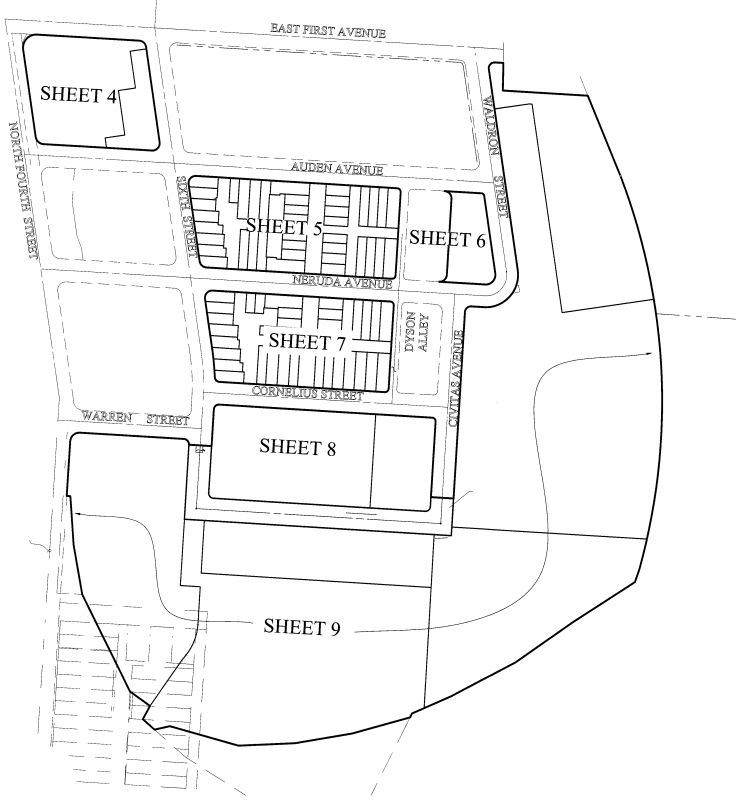 EAST FIRST AVENUE
SHEET 4
WALDRON STREET
NORTH FOURTH STREET
AUDEN AVENUE
SIXTH STREET
SHEET 5
SHEET 6
NERUDA AVENUE
DYSON
ALLEY
SHEET 7
CIVITAS AVENUE
CORNELIUS STREET
WARREN STREET
SHEET 8
SHEET 9